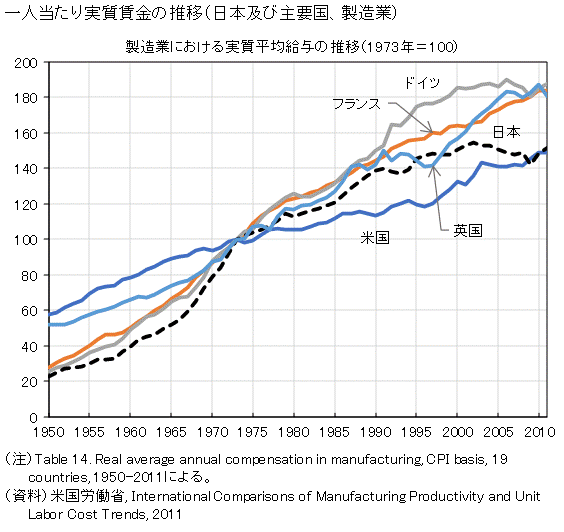 一人当たり実質賃金の推移（日本及び主要国、製造業）
製造業における実質平均給与の推移（1973年＝100）
200
180
160
140
120
100
80
60
40
20
0
ドイツ
フランス
日本
英国
米国
1950 1955 1960 1965 1970 1975 1980 1985 1990 1995 2000 2005 2010
（注）Table 14. Real average annual compensation in manufacturing, CPI basis, 19
countries, 1950-2011による。
（資料）米国労働省, International Comparisons of Manufacturing Productivity and Unit
Labor Cost Trends, 2011